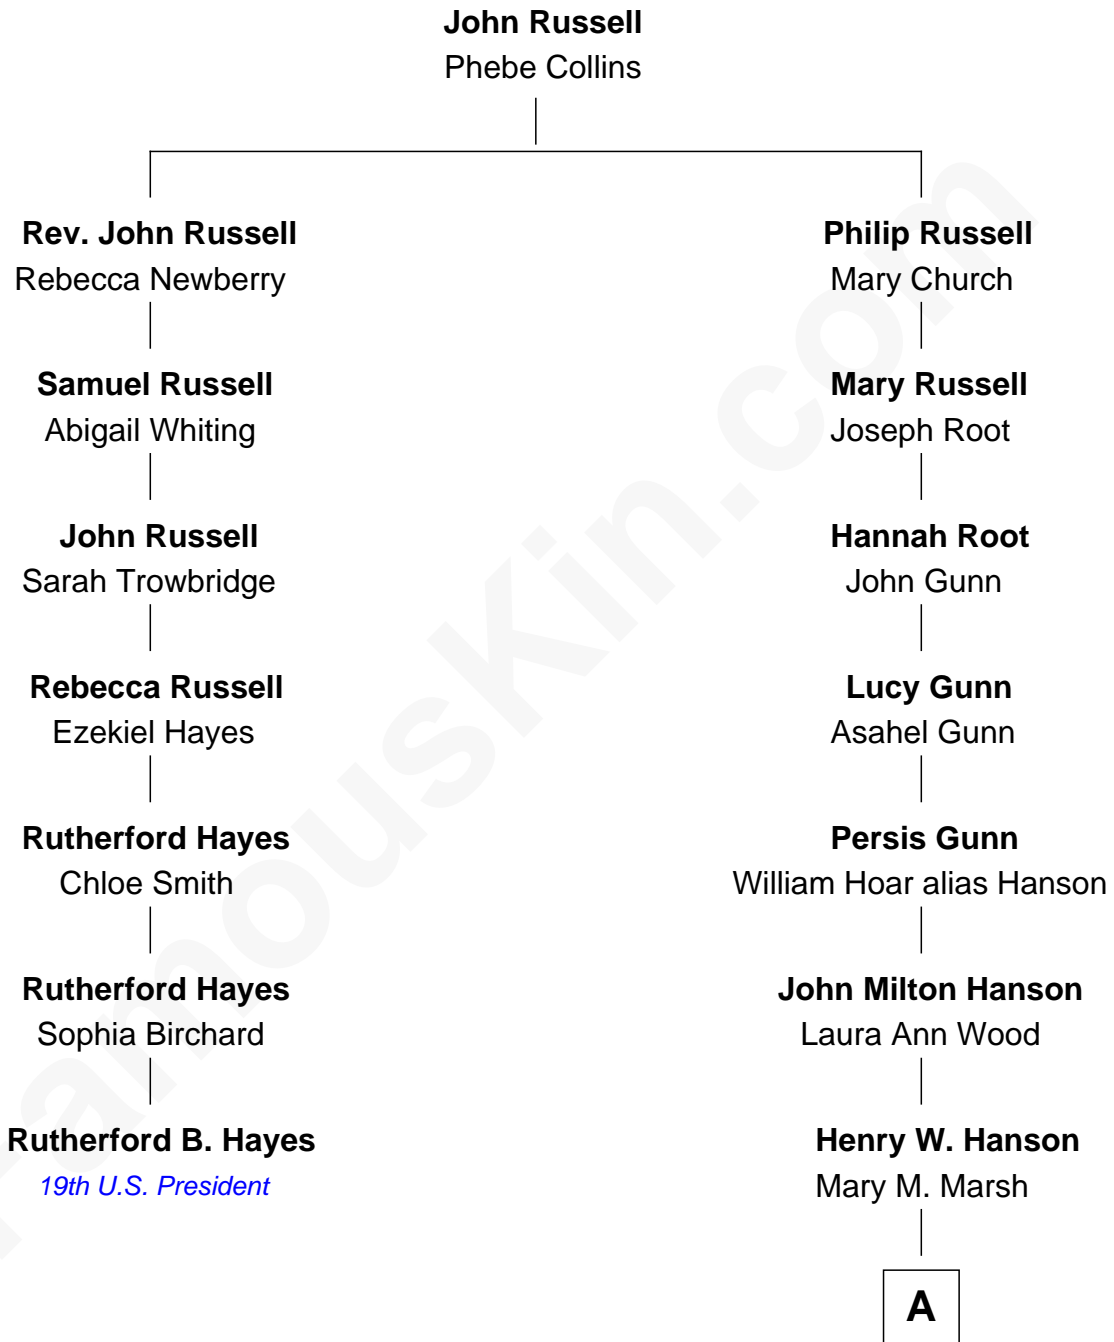 John Russell
Phebe Collins
Rev. John Russell
Rebecca Newberry
Philip Russell
Mary Church
Samuel Russell
Abigail Whiting
Mary Russell
Joseph Root
John Russell
Sarah Trowbridge
Hannah Root
John Gunn
Rebecca Russell
Ezekiel Hayes
Lucy Gunn
Asahel Gunn
Rutherford Hayes
Chloe Smith
Persis Gunn
William Hoar alias Hanson
Rutherford Hayes
Sophia Birchard
John Milton Hanson
Laura Ann Wood
Rutherford B. Hayes
19th U.S. President
Henry W. Hanson
Mary M. Marsh
A
FamousKin.com